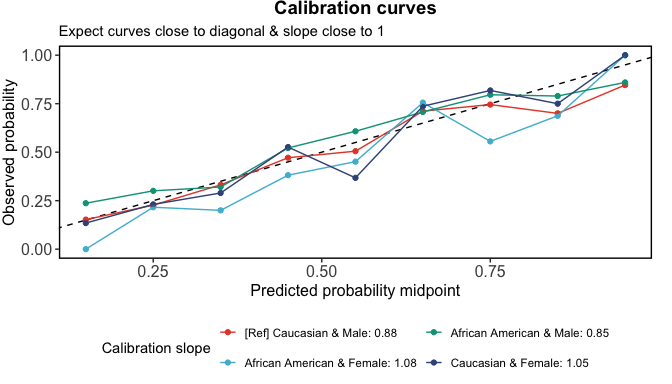 Calibration curves
Expect curves close to diagonal & slope close to 1
Observed probability
1.00
0.75
0.50
0.25
0.00
0.25 0.50 0.75
Predicted probability midpoint
Calibration slope
[Ref] Caucasian & Male: 0.88
African American & Male: 0.85
African American & Female: 1.08
Caucasian & Female: 1.05